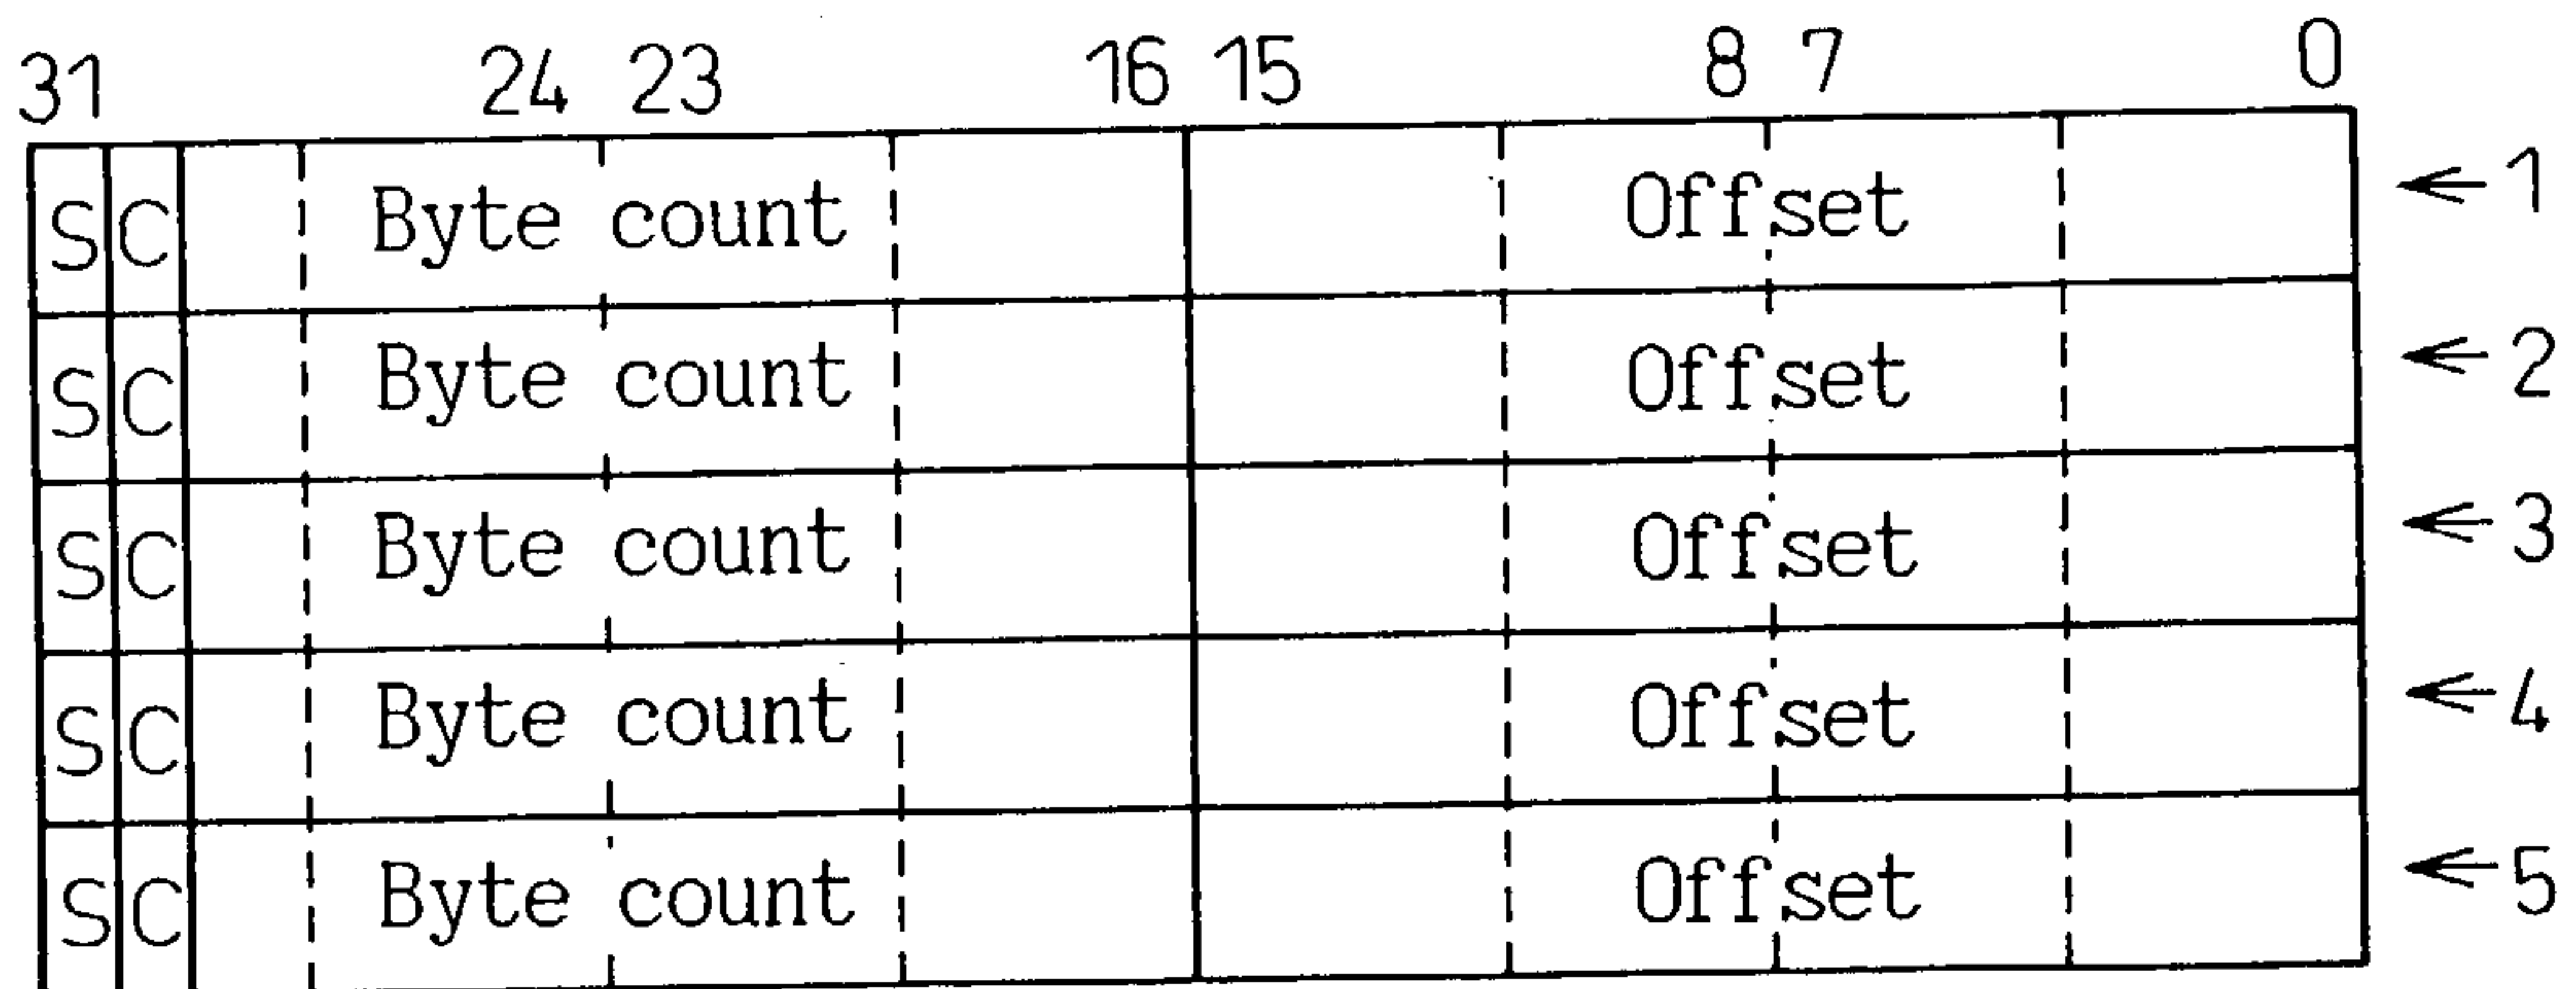 31 24 23 16 15 8 7 0
S C Byte count Offset ← 1
S C Byte count Offset ← 2
S C Byte count Offset ← 3
S C Byte count Offset ← 4
S C Byte count Offset ← 5